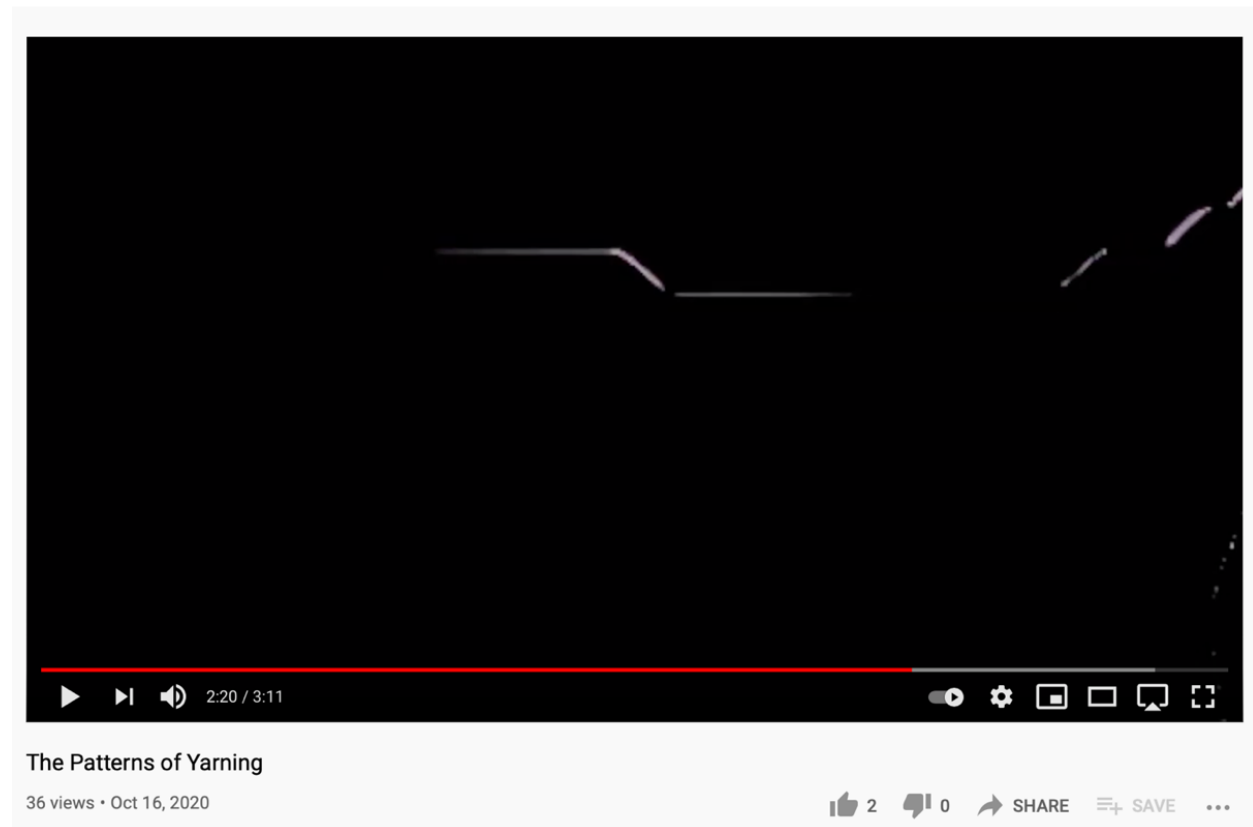 2:20 / 3:11
The Patterns of Yarning
36 views • Oct 16, 2020
2 0 SHARE SAVE